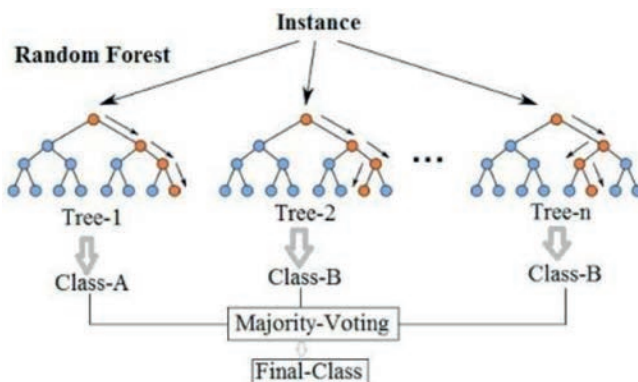 Instance
Random Forest
...
Tree-1
Tree-2
Tree-n
Class-A
Class-B
Class-B
Majority-Voting
Final-Class